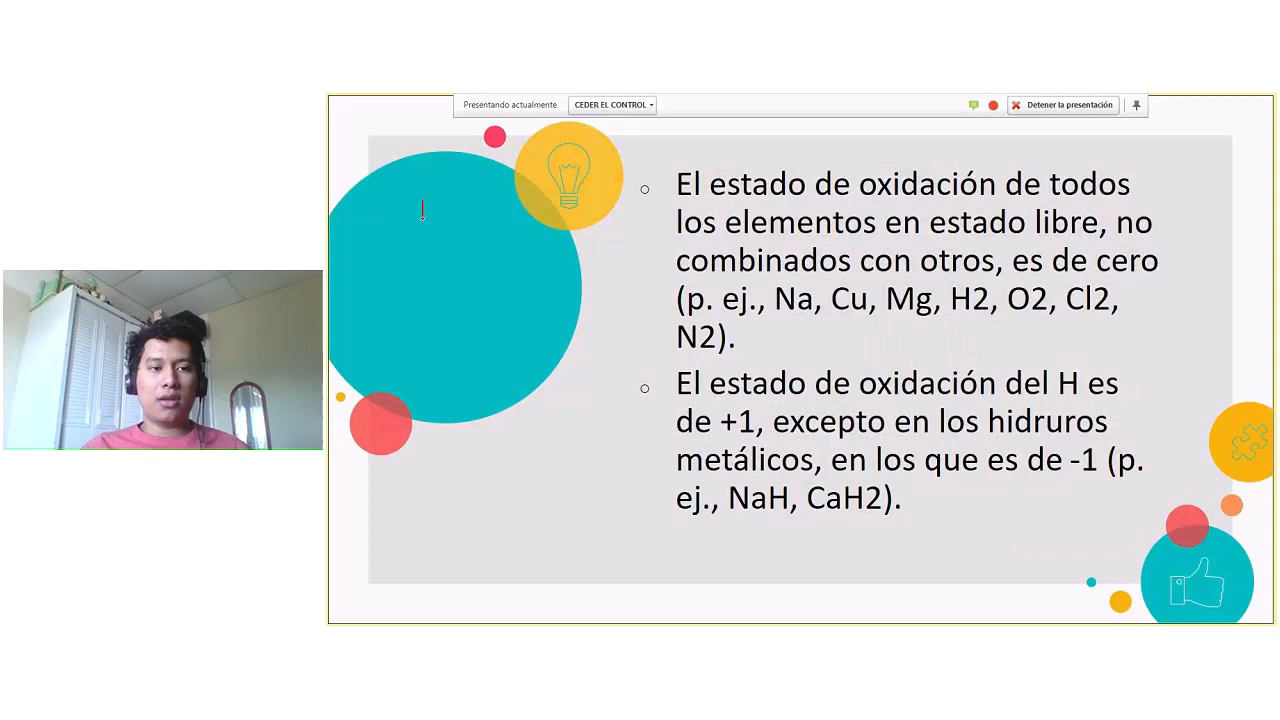 Presentando actualmente CEDER EL CONTROL Detener la presentación
El estado de oxidación de todos
los elementos en estado libre, no
combinados con otros, es de cero
(p. ej., Na, Cu, Mg, H2, O2, Cl2,
N2).
El estado de oxidación del H es
de +1, excepto en los hidruros
metálicos, en los que es de -1 (p.
ej., NaH, CaH2).